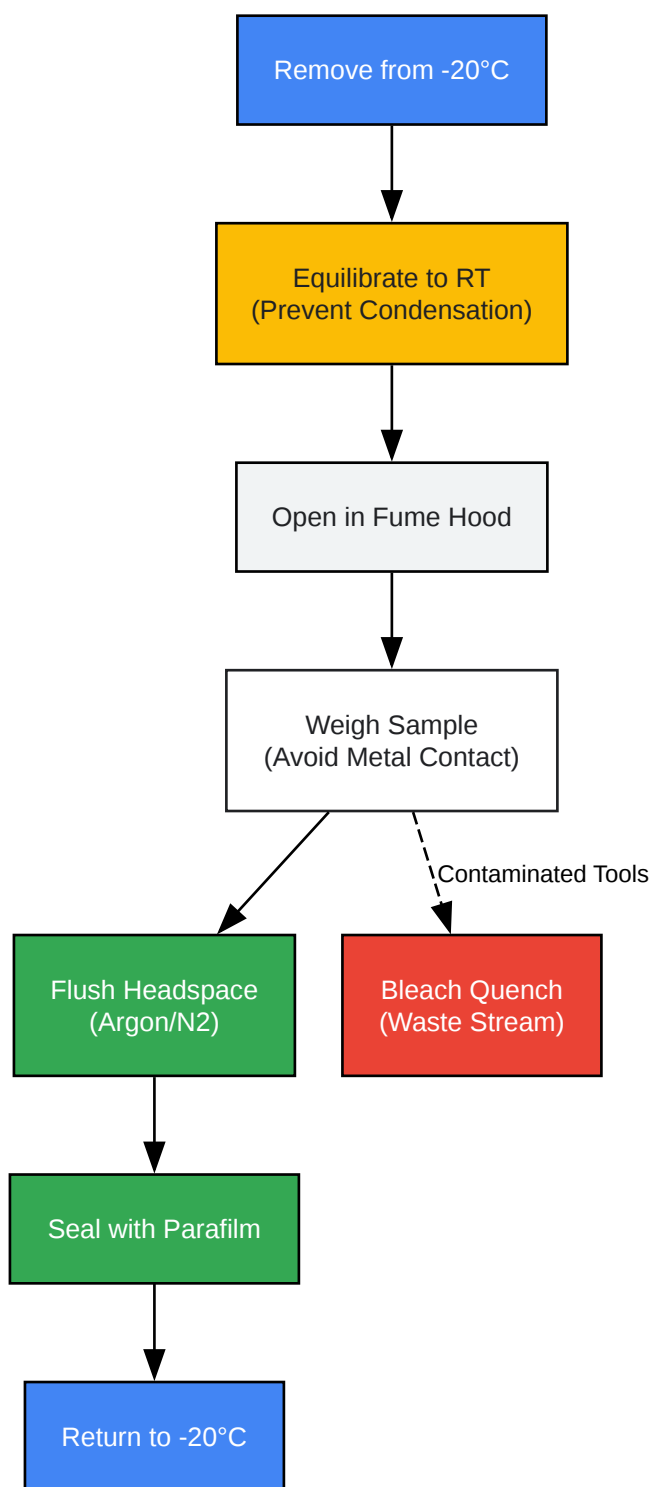 Remove from -20°C
Equilibrate to RT
(Prevent Condensation)
Open in Fume Hood
Weigh Sample
(Avoid Metal Contact)
Contaminated Tools
Flush Headspace
(Argon/N2)
Bleach Quench
(Waste Stream)
Seal with Parafilm
Return to -20°C